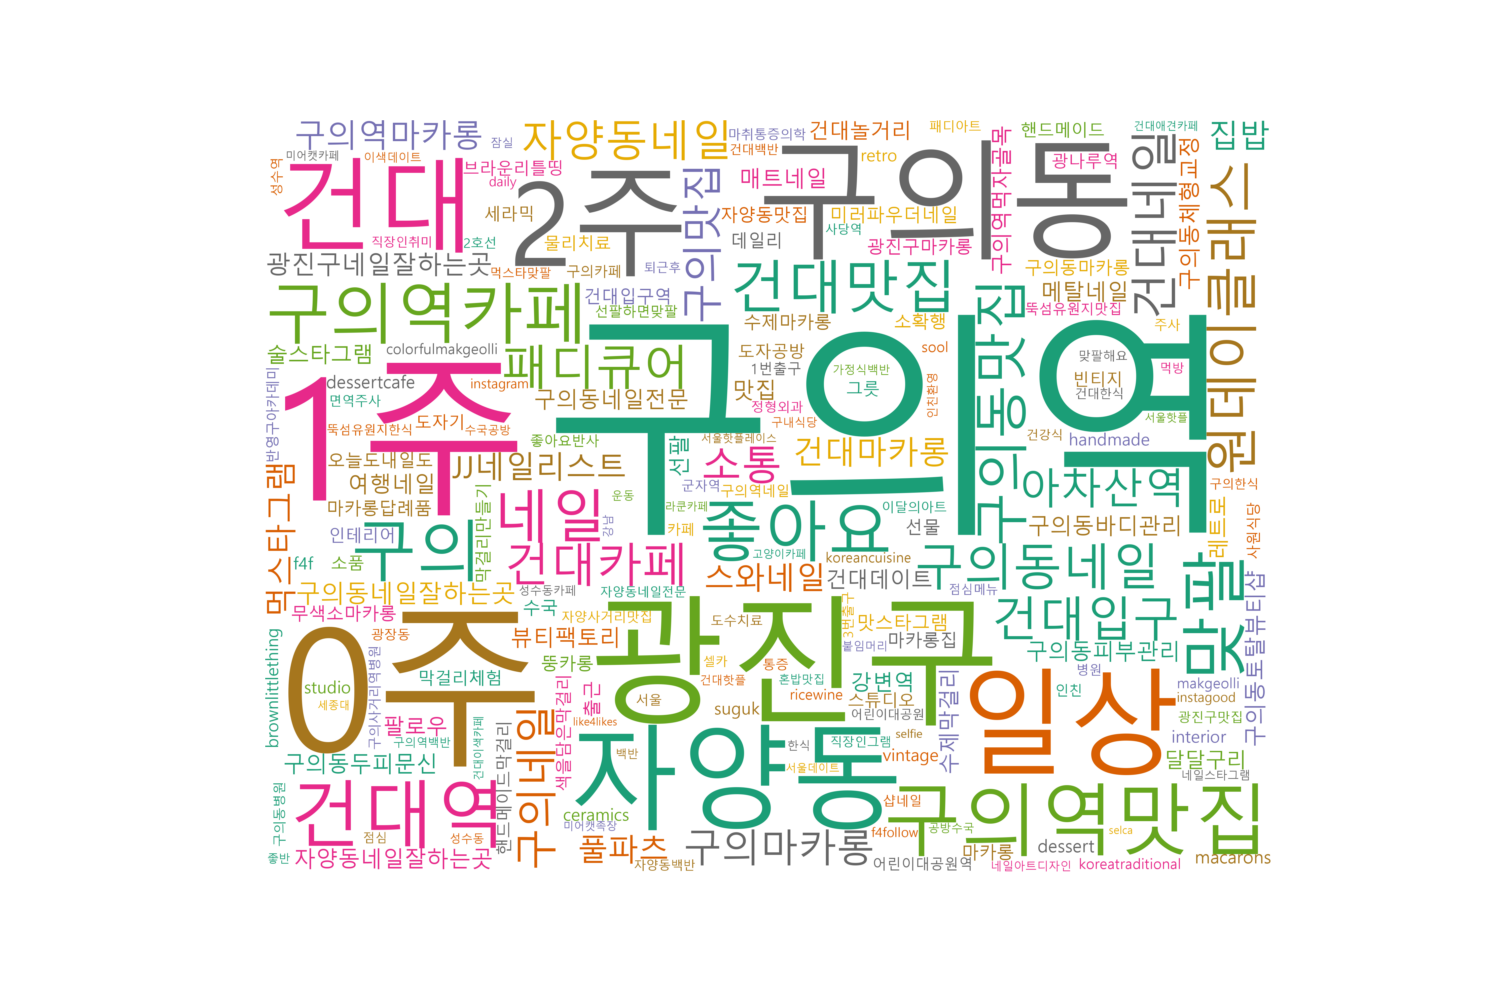 구의역마카롱
잠실
자양동네일
마취통증의학
건대백반
건대놀거리
패디아트
핸드메이드
건대애견카페
집밥
미어캣카페
이색데이트
브라운리틀띵
daily
retro
광나루역
성수역
건대
2주
구의동
구의맛집
매트네일
구의역먹자골목
건대네일
구의동체형교정
세라믹
자양동맛집
미러파우더네일
사당역
직장인취미
2호선
물리치료
데일리
광진구마카롱
원데이클래스
광진구네일잘하는곳
먹스타맞팔
구의카페
퇴근후
건대맛집
구의동마카롱
구의역카페
건대입구역
선팔하면맞팔
메탈네일
뚝섬유원지맛집
수제마카롱
소확행
구의동맛집
주사
술스타그램
colorfulmakgeolli
패디큐어
도자공방
1번출구
sool
맞팔해요
먹방
구의역
가정식백반
그릇
빈티지
건대한식
1주
dessertcafe
instagram
면역주사
구의동네일전문
맛집
정형외과
구내식당
인친환영
서울핫플
반영구아카데미
뚝섬유원지한식
도자기
수국공방
좋아요반사
서울핫플레이스
선팔
소통
건대마카롱
건강식
handmade
오늘도내일도
JJ네일리스트
여행네일
군자역
구의역네일
아차산역
구의한식
먹스타그램
마카롱답례품
막걸리만들기
네일
운동
강남
라쿤카페
카페
좋아요
이달의아트
선물
구의동바디관리
레트로
사원식당
인테리어
구의
f4f
소품
건대카페
고양이카페
koreancuisine
구의동네일
맞팔
구의동네일잘하는곳
성수동카페
자양동네일전문
스와네일
건대데이트
점심메뉴
구의동토탈뷰티샵
무색소마카롱
수국
자양사거리맛집
도수치료
3번출구
맛스타그램
건대입구
brownlittlething
0주
광장동
구의사거리역병원
뷰티팩토리
광진구
붙임머리
마카롱집
구의동피부관리
studio
세종대
막걸리체험
뚱카롱
셀카
통증
건대핫플
혼밥맛집
강변역
병원
일상
인친
makgeolli
instagood
팔로우
구의역백반
건대이색카페
구의네일
색을담은막걸리
출근
서울
like4likes
suguk
ricewine
스튜디오
어린이대공원
수제막걸리
광진구맛집
interior
구의동두피문신
핸드메이드막걸리
자양동
백반
한식
서울데이트
직장인그램
selfie
vintage
달달구리
네일스타그램
구의동병원
건대역
ceramics
미어캣족장
샵네일
구의역맛집
점심
성수동
f4follow
공방수국
selca
좋반
자양동네일잘하는곳
풀파츠
자양동백반
구의마카롱
어린이대공원역
마카롱
dessert
네일아트디자인
koreatraditional
macarons